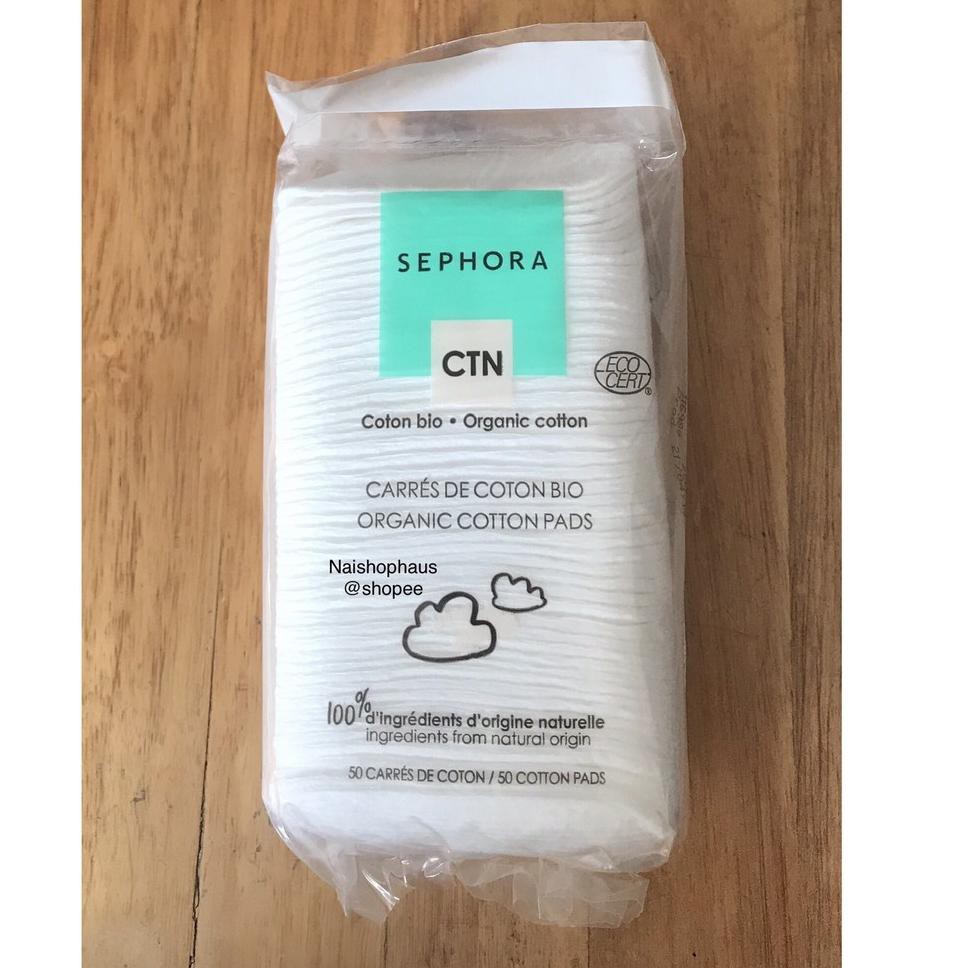 SEPHORA
CTN
ECO
CERT
®
Coton bio • Organic cotton
CARRÉS DE COTON BIO
ORGANIC COTTON PADS
Naishophaus
@shopee
100%
d'ingrédients d'origine naturelle
ingredients from natural origin
50 CARRÉS DE COTON / 50 COTTON PADS